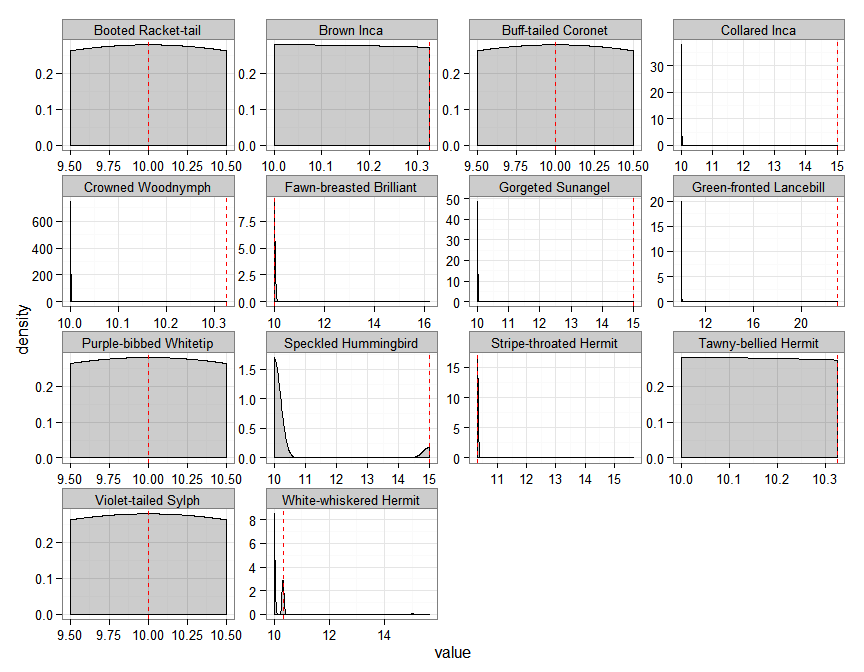 Booted Racket-tail Brown Inca Buff-tailed Coronet Collared Inca
0.2 0.2 0.2 30
20
0.1 0.1 0.1 10
0.0 0.0 0.0 0
9.50 9.75 10.00 10.25 10.50 10.0 10.1 10.2 10.3 9.50 9.75 10.00 10.25 10.50 10 11 12 13 14 15
Crowned Woodnymph Fawn-breasted Brilliant Gorgeted Sunangel Green-fronted Lancebill
600 7.5 50 20
400 5.0 40 15
200 2.5 30 10
0 0.0 20 5
10 0
0
10.0 10.1 10.2 10.3 10 12 14 16 10 11 12 13 14 15 12 16 20
density
Purple-bibbed Whitetip Speckled Hummingbird Stripe-throated Hermit Tawny-bellied Hermit
0.2 1.5 15 0.2
0.1 1.0 10 0.1
0.0 0.5 5 0.0
0.0 0
9.50 9.75 10.00 10.25 10.50 10 11 12 13 14 15 11 12 13 14 15 10.0 10.1 10.2 10.3
Violet-tailed Sylph White-whiskered Hermit
0.2 8
6
0.1 4
2
0.0 0
9.50 9.75 10.00 10.25 10.50 10 12 14
value